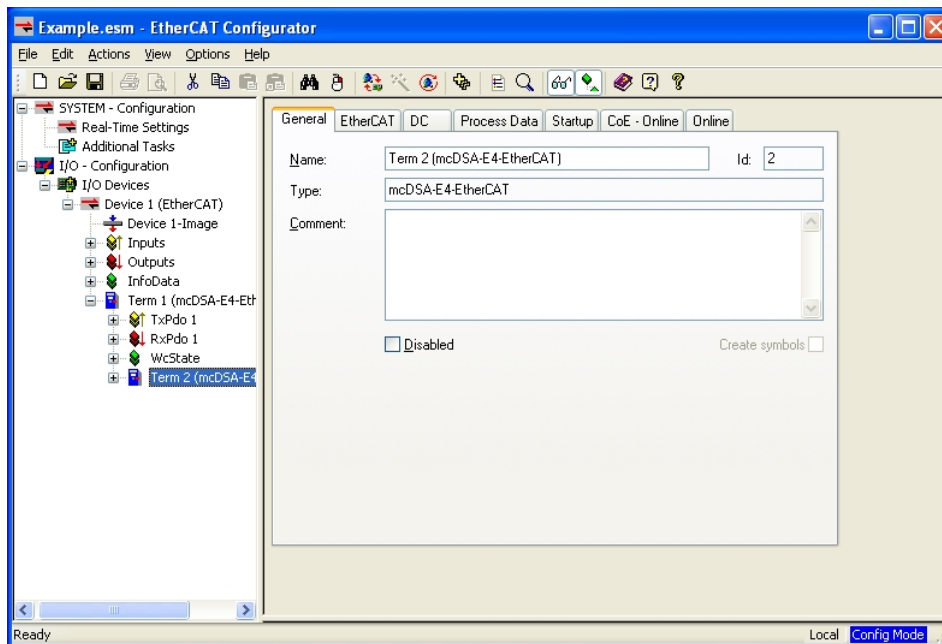 Example.esm - EtherCAT Configurator
File Edit Actions View Options Help
SYSTEM - Configuration
Real-Time Settings
Additional Tasks
I/O - Configuration
I/O Devices
Device 1 (EtherCAT)
Device 1-Image
Inputs
Outputs
InfoData
Term 1 (mcDSA-E4-Eth
TxPdo 1
RxPdo 1
WcState
Term 2 (mcDSA-E4
General EtherCAT DC Process Data Startup CoE - Online Online
Name: Term 2 (mcDSA-E4-EtherCAT) Id: 2
Type: mcDSA-E4-EtherCAT
Comment:
Disabled Create symbols
Ready Local Config Mode